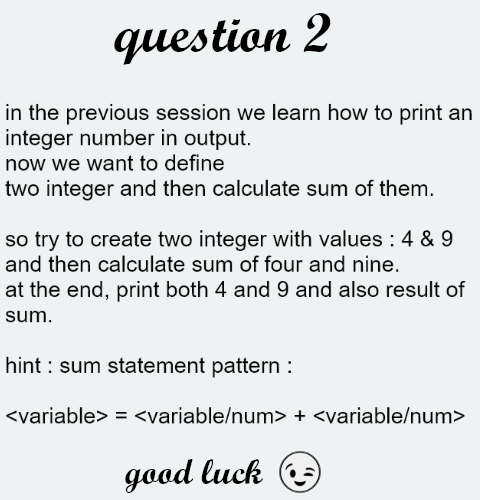 question 2
in the previous session we learn how to print an
integer number in output.
now we want to define
two integer and then calculate sum of them.
so try to create two integer with values : 4 & 9
and then calculate sum of four and nine.
at the end, print both 4 and 9 and also result of
sum.
hint : sum statement pattern :
<variable> = <variable/num> + <variable/num>
good luck